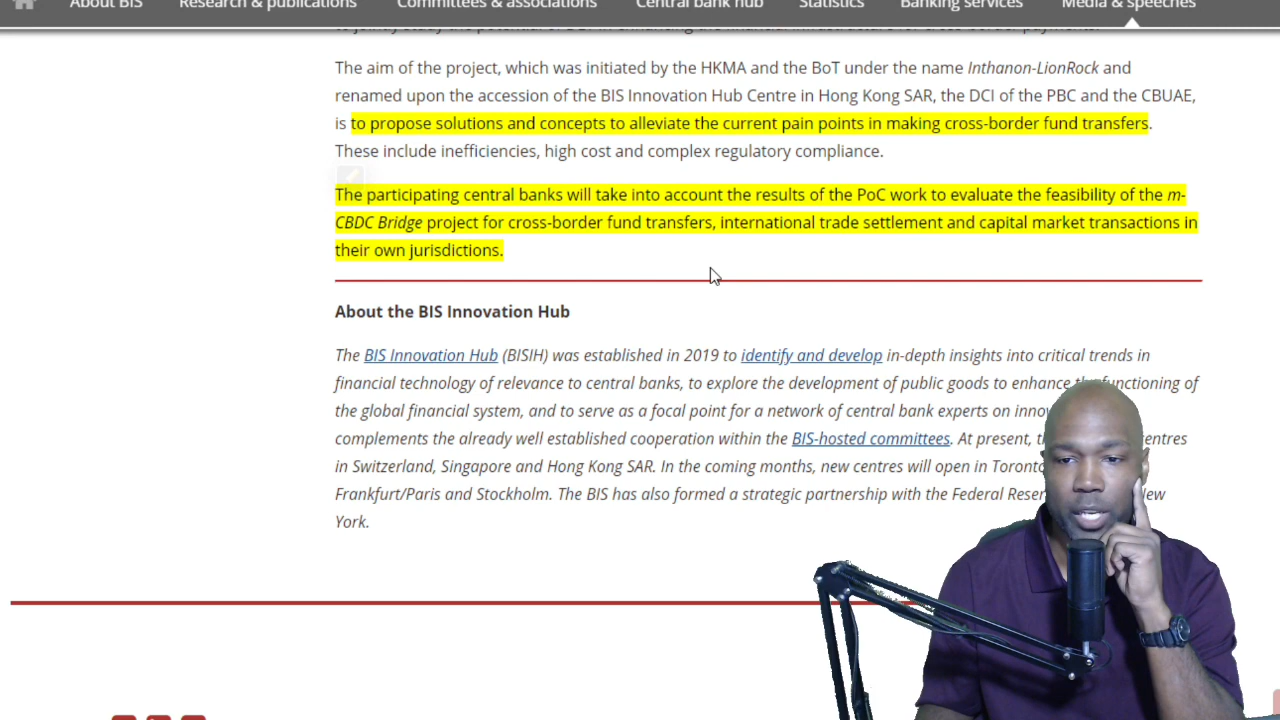 About BIS Research & publications Committees & associations Central bank hub Statistics Banking services Media & speeches
The aim of the project, which was initiated by the HKMA and the BoT under the name Inthanon-LionRock and
renamed upon the accession of the BIS Innovation Hub Centre in Hong Kong SAR, the DCI of the PBC and the CBUAE,
is to propose solutions and concepts to alleviate the current pain points in making cross-border fund transfers.
These include inefficiencies, high cost and complex regulatory compliance.
The participating central banks will take into account the results of the PoC work to evaluate the feasibility of the m-
CBDC Bridge project for cross-border fund transfers, international trade settlement and capital market transactions in
their own jurisdictions.
About the BIS Innovation Hub
The BIS Innovation Hub (BISIH) was established in 2019 to identify and develop in-depth insights into critical trends in
financial technology of relevance to central banks, to explore the development of public goods to enhance the functioning of
the global financial system, and to serve as a focal point for a network of central bank experts on
complements the already well established cooperation within the BIS-hosted committees. At present,
in Switzerland, Singapore and Hong Kong SAR. In the coming months, new centres will open in Toronto
Frankfurt/Paris and Stockholm. The BIS has also formed a strategic partnership with the Federal
York.